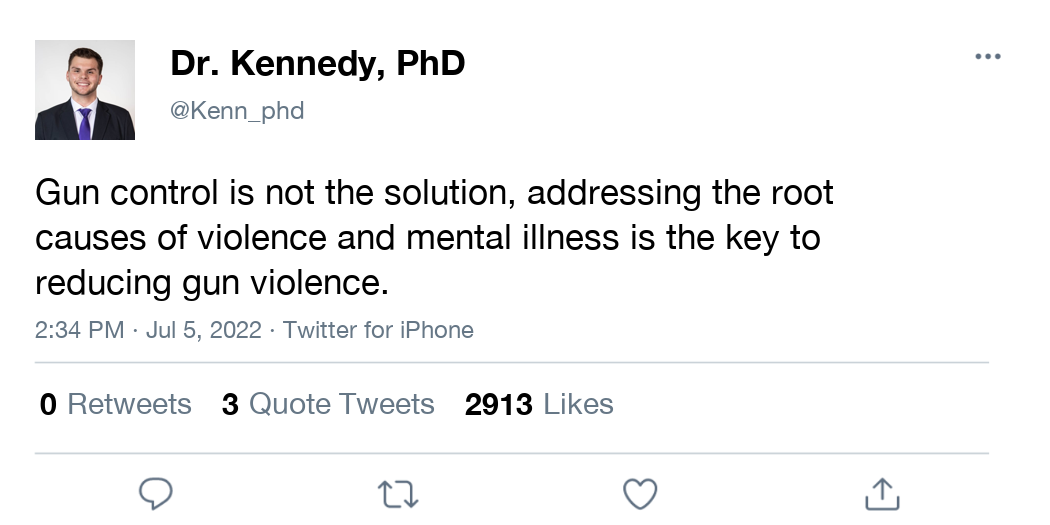 Dr. Kennedy, PhD
@Kenn_phd
Gun control is not the solution, addressing the root
causes of violence and mental illness is the key to
reducing gun violence.
2:34 PM · Jul 5, 2022 · Twitter for iPhone
0 Retweets 3 Quote Tweets 2913 Likes